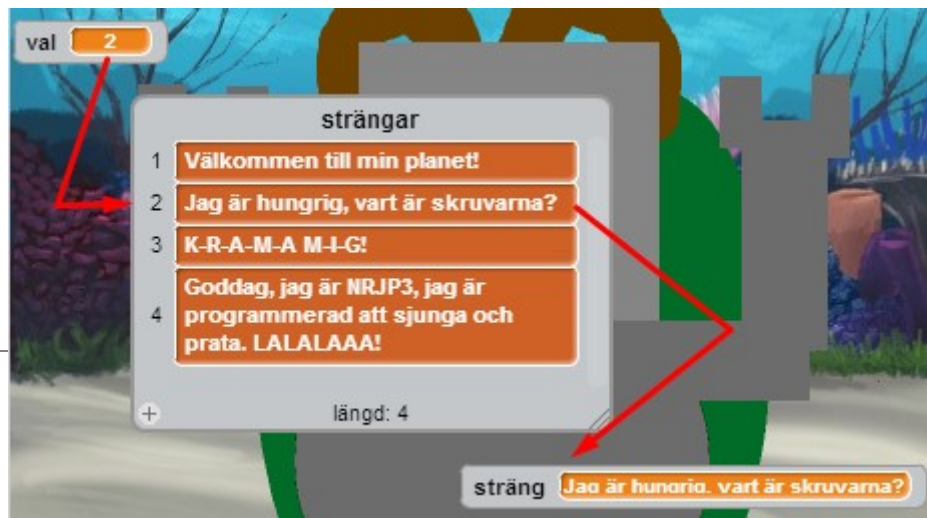 val 2
strängar
1 Välkommen till min planet!
2 Jag är hungrig, vart är skruvarna?
3 K-R-A-M-A M-I-G!
4 Goddag, jag är NRJP3, jag är
programmerad att sjunga och
prata. LALALAAA!
+ längd: 4
sträng Jag är hungrig, vart är skruvarna?